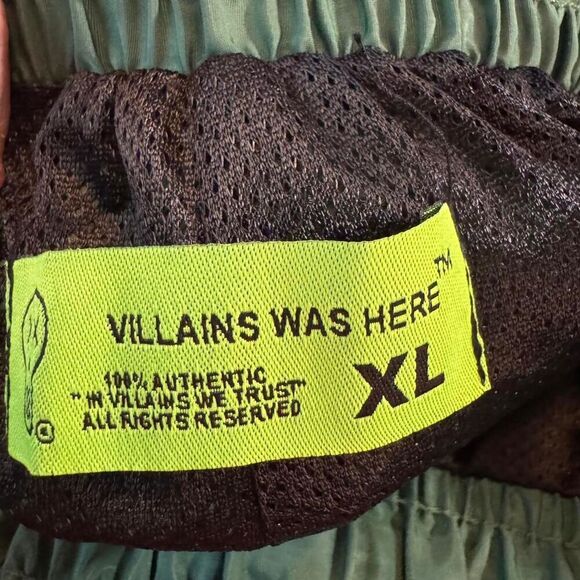 VILLAINS WAS HERE™
100% AUTHENTIC
"IN VILLAINS WE TRUST"
ALL RIGHTS RESERVED
XL
®